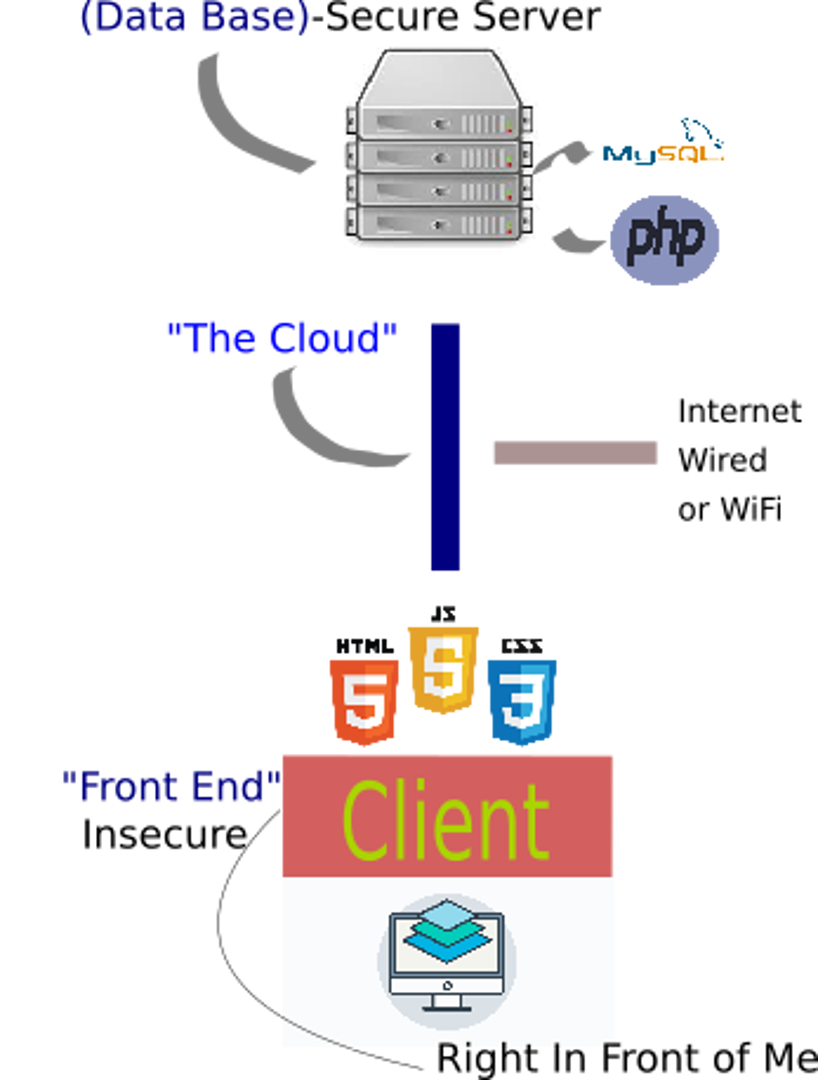 (Data Base)-Secure Server
MySQL
php
"The Cloud"
Internet
Wired
or WiFi
JS
HTML
CSS
5
5
3
"Front End"
Insecure
Client
Right In Front of Me